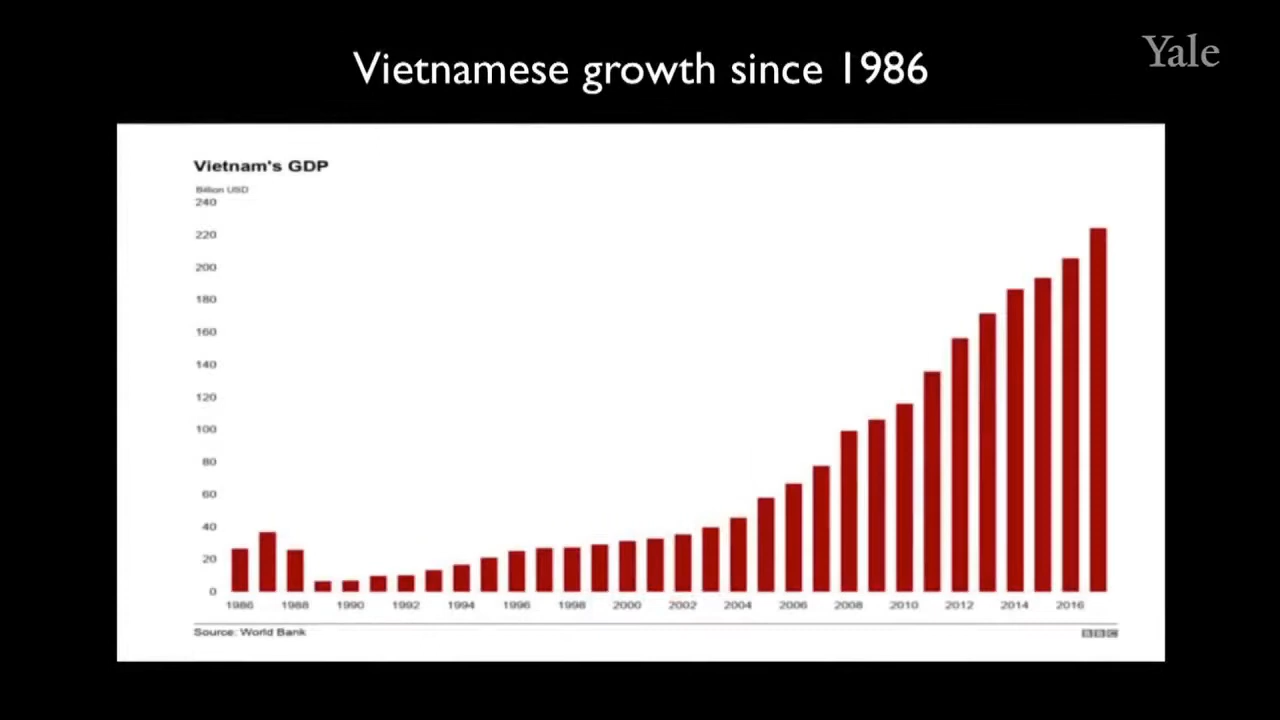 Vietnamese growth since 1986
Yale
Vietnam's GDP
Billion USD
240
220
200
180
160
140
120
100
80
60
40
20
0
1986 1988 1990 1992 1994 1996 1998 2000 2002 2004 2006 2008 2010 2012 2014 2016
Source: World Bank
BBC